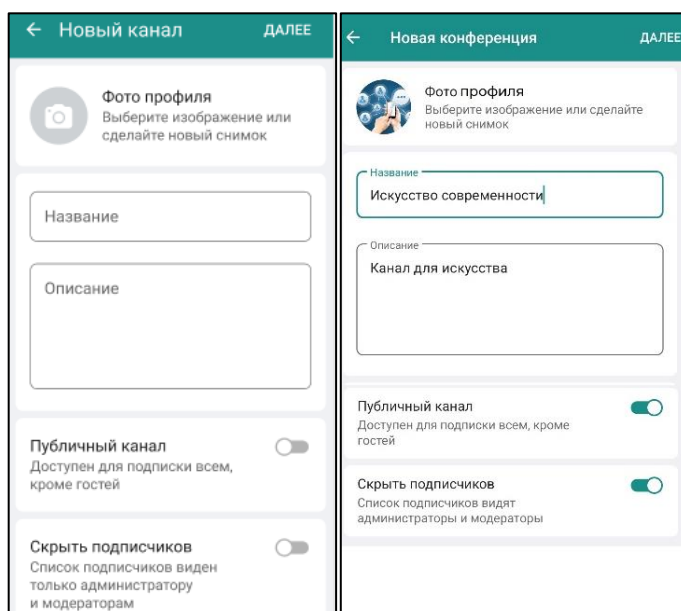 Новый канал
ДАЛЕЕ
Фото профиля
Выберите изображение или
сделайте новый снимок
Название
Описание
Публичный канал
Доступен для подписки всем,
кроме гостей
Скрыть подписчиков
Список подписчиков виден
только администратору
и модераторам
Новая конференция
ДАЛЕЕ
Фото профиля
Выберите изображение или сделайте
новый снимок
Название
Искусство современности
Описание
Канал для искусства
Публичный канал
Доступен для подписки всем, кроме
гостей
Скрыть подписчиков
Список подписчиков видят
администраторы и модераторы